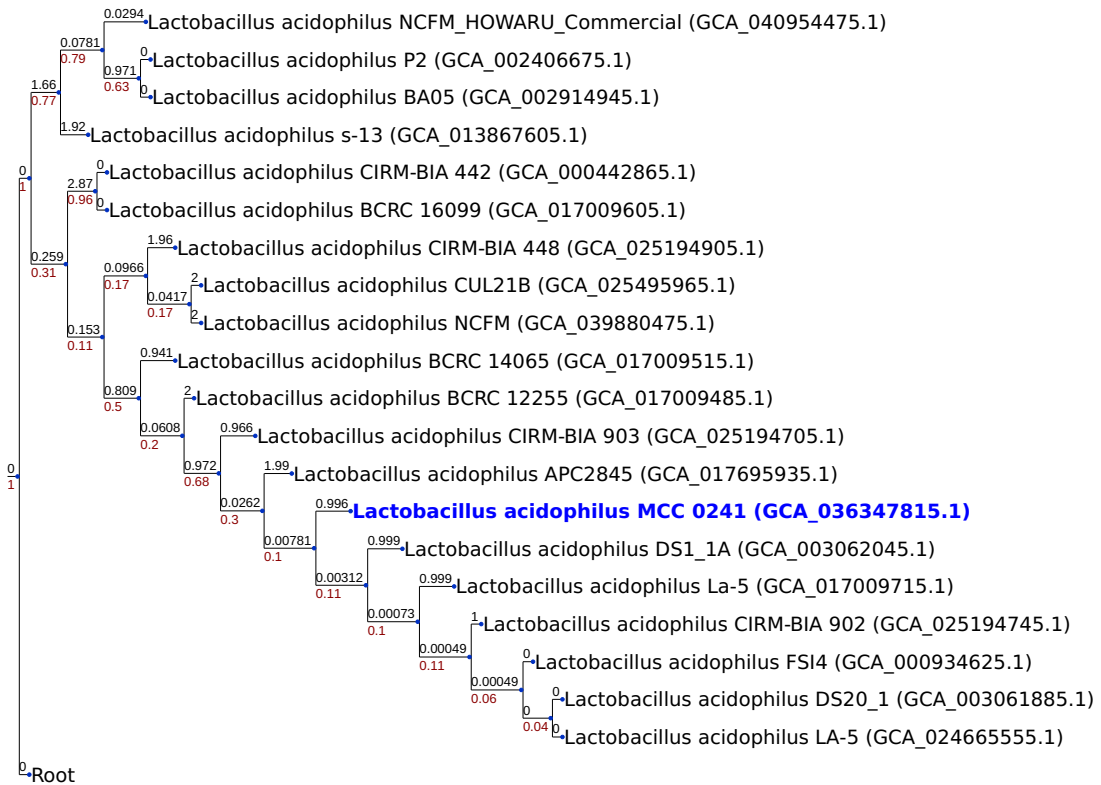 0.0294 Lactobacillus acidophilus NCFM_HOWARU_Commercial (GCA_040954475.1)
0.0781
0.79
0 Lactobacillus acidophilus P2 (GCA_002406675.1)
0.971
0.63
1.66
0.77
0 Lactobacillus acidophilus BA05 (GCA_002914945.1)
1.92 Lactobacillus acidophilus s-13 (GCA_013867605.1)
0
1
0 Lactobacillus acidophilus CIRM-BIA 442 (GCA_000442865.1)
2.87
0.96
0 Lactobacillus acidophilus BCRC 16099 (GCA_017009605.1)
0.259
0.31
1.96 Lactobacillus acidophilus CIRM-BIA 448 (GCA_025194905.1)
0.0966
0.17
2 Lactobacillus acidophilus CUL21B (GCA_025495965.1)
0.0417
0.17
2 Lactobacillus acidophilus NCFM (GCA_039880475.1)
0.153
0.11
0.941 Lactobacillus acidophilus BCRC 14065 (GCA_017009515.1)
0.809
0.5
2 Lactobacillus acidophilus BCRC 12255 (GCA_017009485.1)
0.0608
0.2
0.966 Lactobacillus acidophilus CIRM-BIA 903 (GCA_025194705.1)
0
1
0.972
0.68
1.99 Lactobacillus acidophilus APC2845 (GCA_017695935.1)
0.0262
0.3
0.996 Lactobacillus acidophilus MCC 0241 (GCA_036347815.1)
0.00781
0.1
0.999 Lactobacillus acidophilus DS1_1A (GCA_003062045.1)
0.00312
0.11
0.999 Lactobacillus acidophilus La-5 (GCA_017009715.1)
0.00073
0.1
1 Lactobacillus acidophilus CIRM-BIA 902 (GCA_025194745.1)
0.00049
0.11
0 Lactobacillus acidophilus FSI4 (GCA_000934625.1)
0.00049
0.06
0 Lactobacillus acidophilus DS20_1 (GCA_003061885.1)
0
0.04
0 Lactobacillus acidophilus LA-5 (GCA_024665555.1)
0 Root